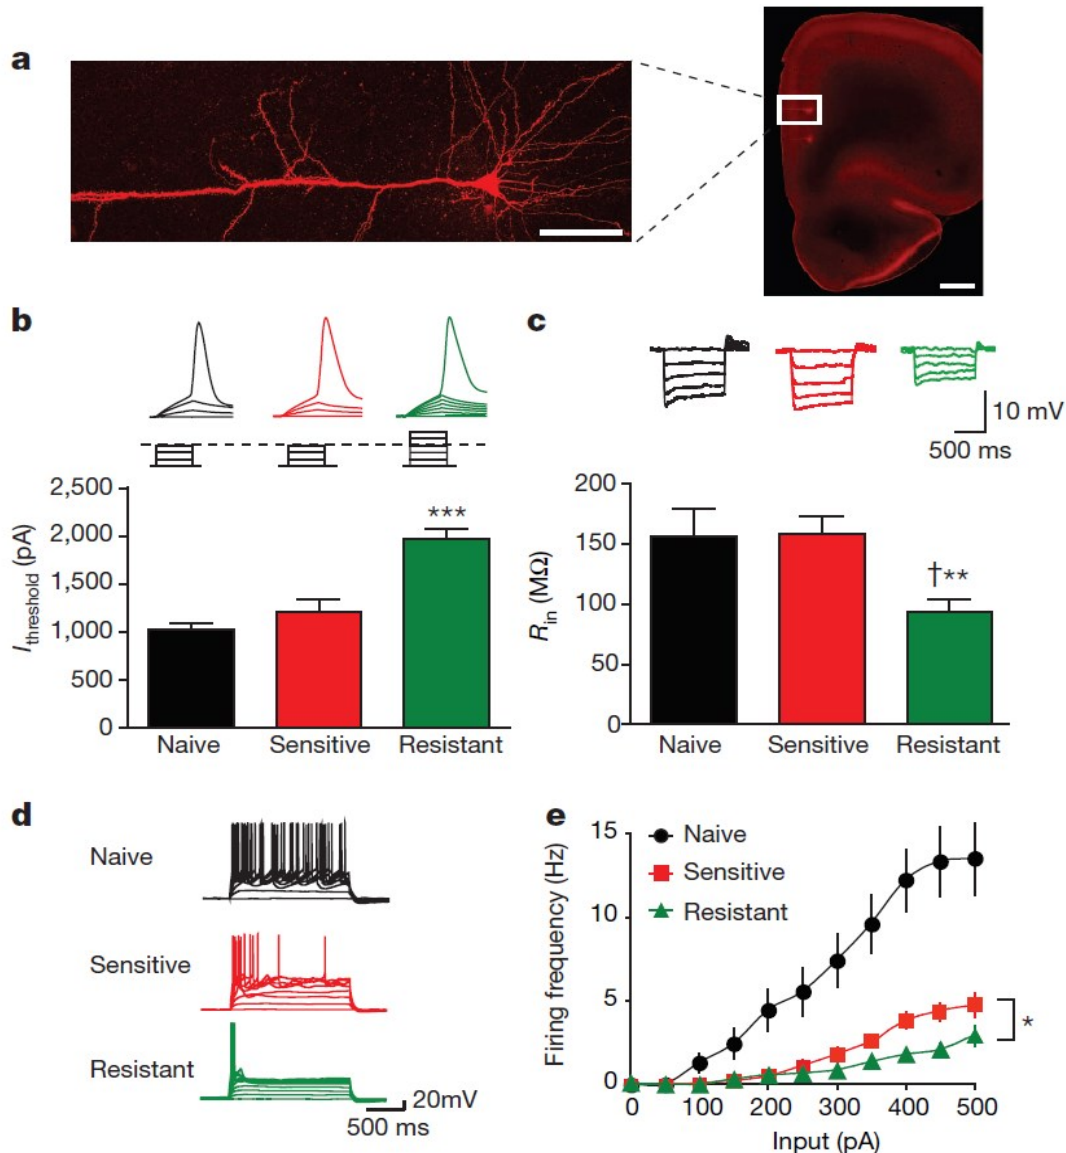 a
b
c
10 mV
500 ms
2,500
2,000
1,500
1,000
500
0
Ithreshold (pA)
***
Naive
Sensitive
Resistant
200
150
100
50
0
Rin (MΩ)
†**
Naive
Sensitive
Resistant
d
Naive
Sensitive
Resistant
20mV
500 ms
e
15
10
5
0
Firing frequency (Hz)
Naive
Sensitive
Resistant
*
0
100
200
300
400
500
Input (pA)